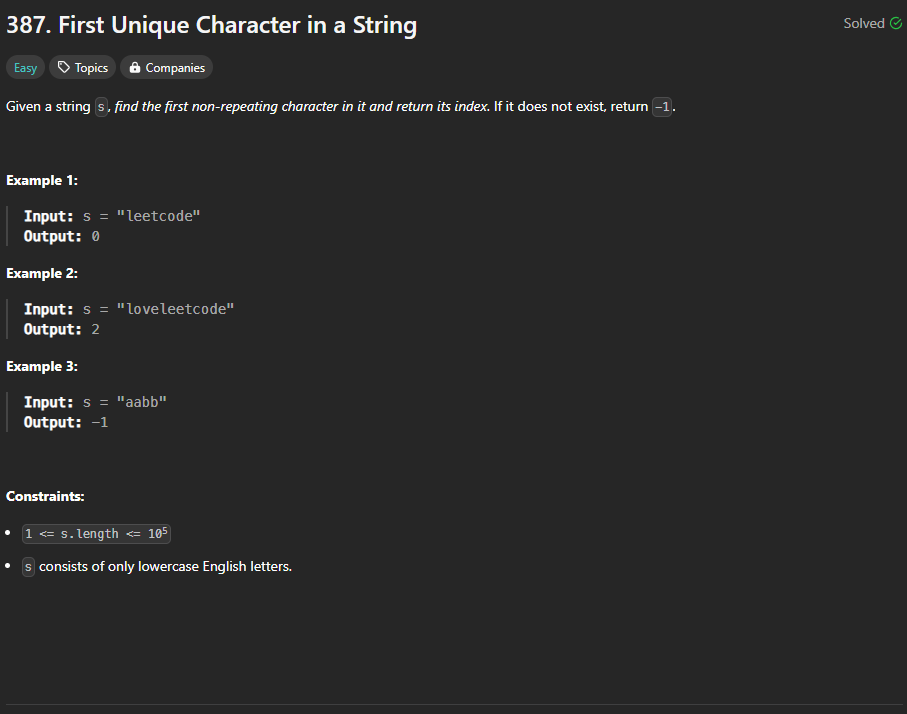 387. First Unique Character in a String
Solved
Easy Topics Companies
Given a string s, find the first non-repeating character in it and return its index. If it does not exist, return -1.
Example 1:
Input: s = "leetcode"
Output: 0
Example 2:
Input: s = "loveleetcode"
Output: 2
Example 3:
Input: s = "aabb"
Output: -1
Constraints:
• 1 <= s.length <= 10⁵
• s consists of only lowercase English letters.